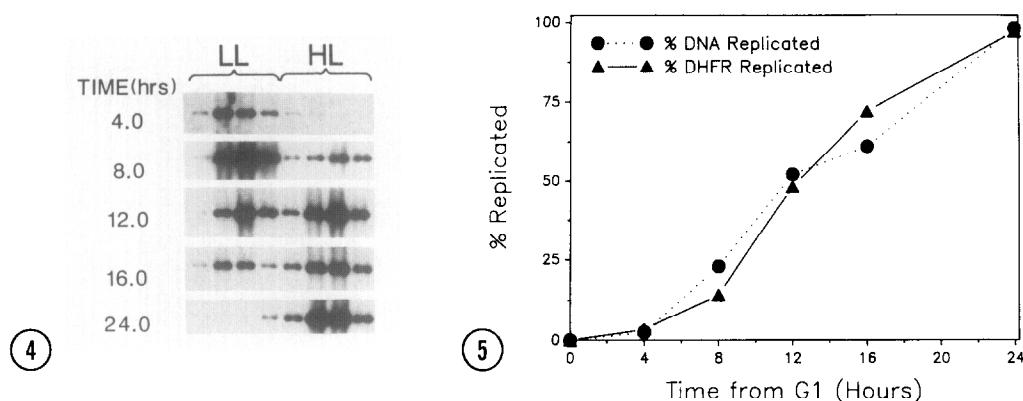 LL HL
TIME(hrs)
4.0
8.0
12.0
16.0
24.0
4
100
75
50
25
0
% Replicated
% DNA Replicated
% DHFR Replicated
0 4 8 12 16 20 24
Time from G1 (Hours)
5